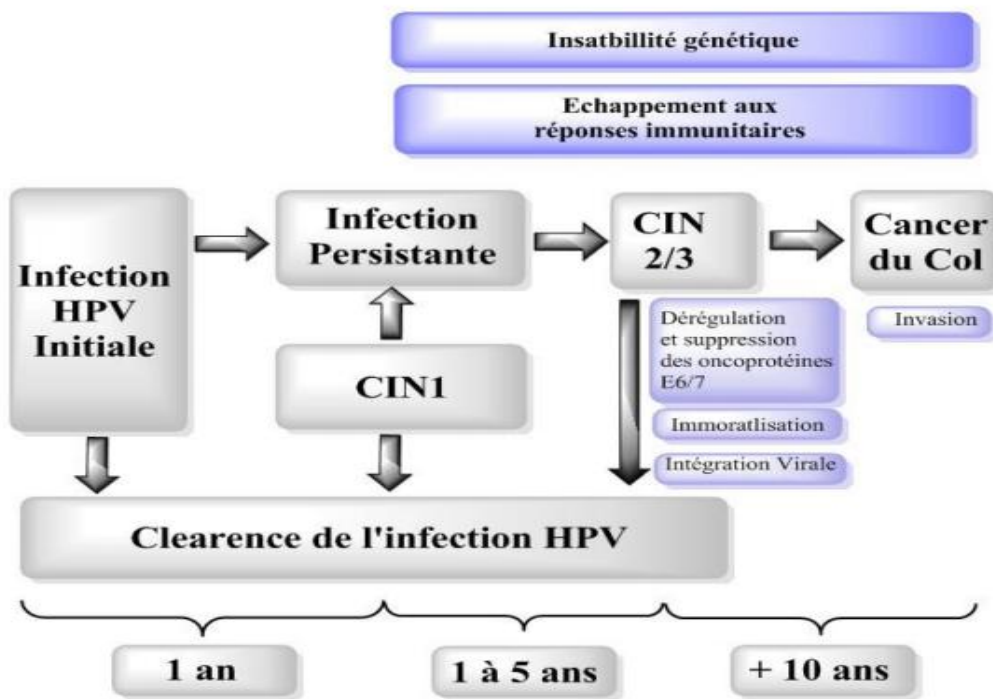 Insatbillité génétique
Echappement aux
réponses immunitaires
Infection
HPV
Initiale
Infection
Persistante
CIN
2/3
Cancer
du Col
Dérégulation
et suppression
des oncoprotéines
E6/7
Invasion
CIN1
Immoratlisation
Intégration Virale
Clearence de l'infection HPV
1 an
1 à 5 ans
+ 10 ans